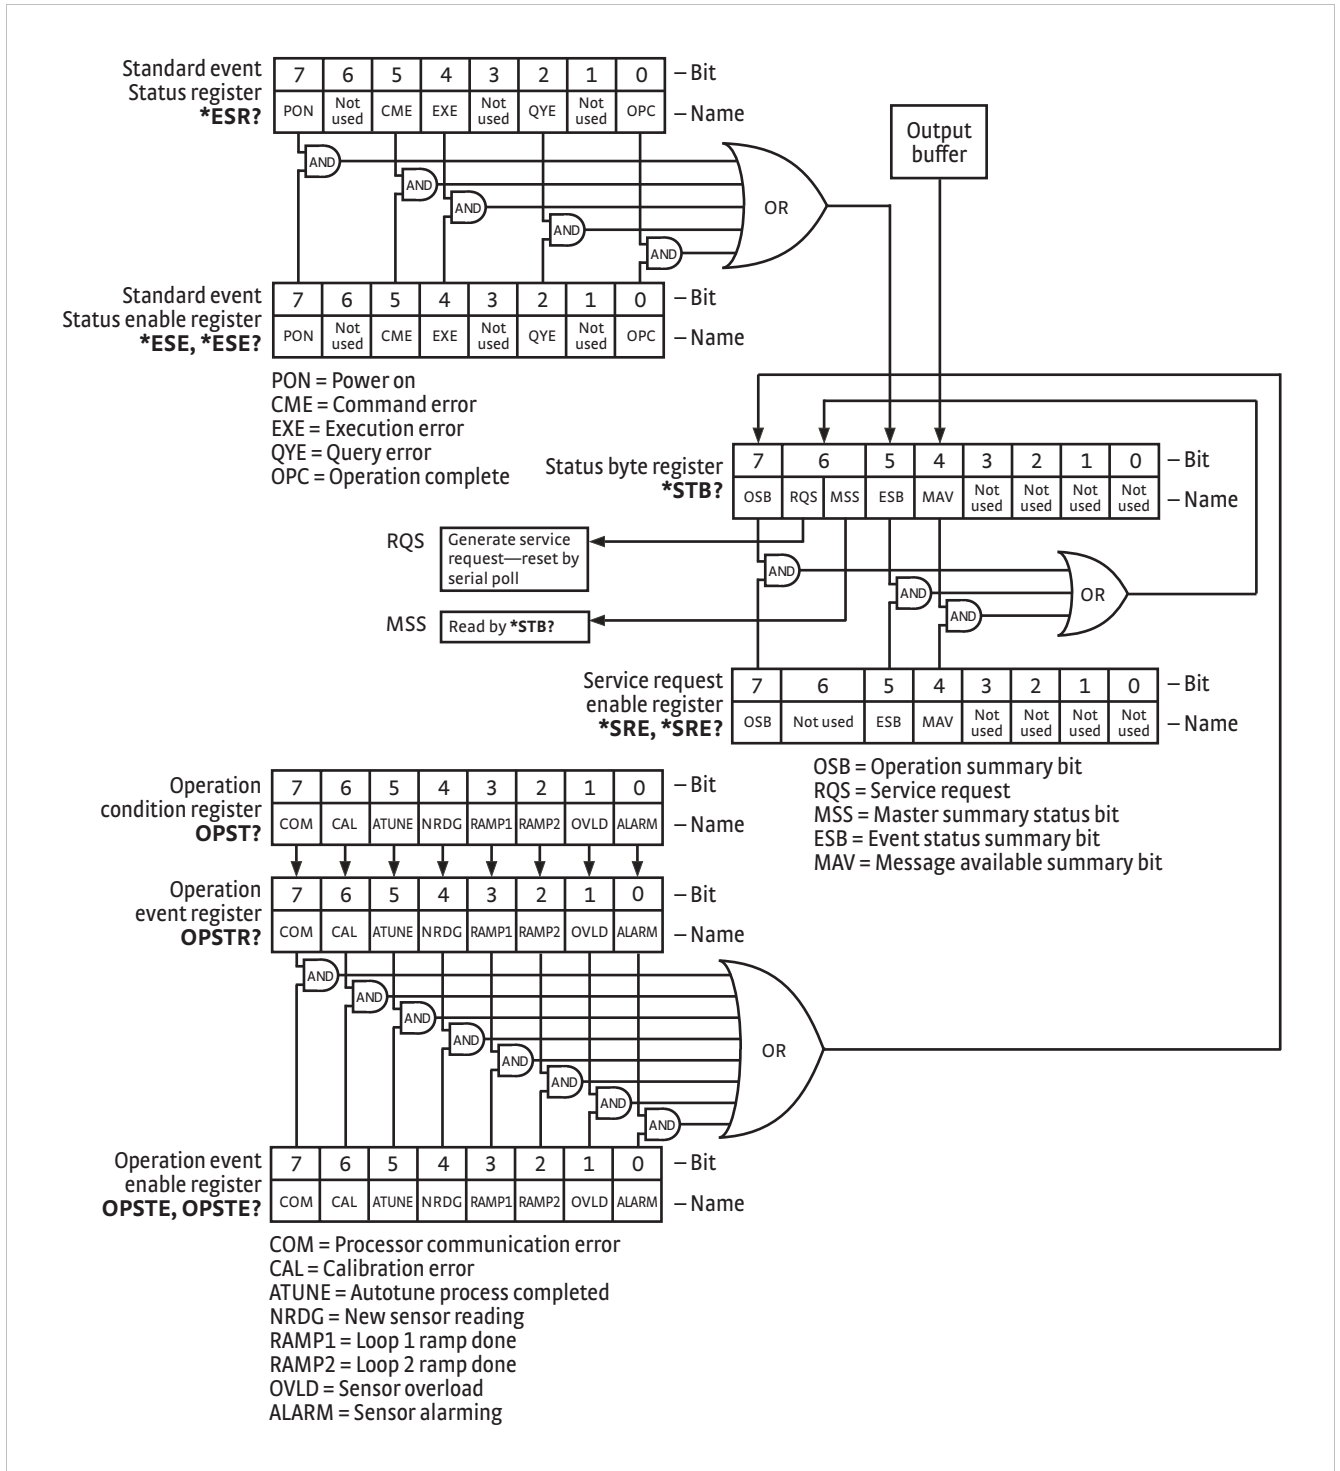 Standard event
Status register
*ESR?
7 6 5 4 3 2 1 0 – Bit
PON Not used CME EXE Not used QYE Not used OPC – Name
AND
AND
AND
AND
AND
OR
Output
buffer
Standard event
Status enable register
*ESE, *ESE?
7 6 5 4 3 2 1 0 – Bit
PON Not used CME EXE Not used QYE Not used OPC – Name
PON = Power on
CME = Command error
EXE = Execution error
QYE = Query error
OPC = Operation complete
Status byte register
*STB?
7 6 5 4 3 2 1 0 – Bit
OSB RQS MSS ESB MAV Not used Not used Not used Not used – Name
RQS
Generate service
request—reset by
serial poll
MSS
Read by *STB?
AND
AND
AND
OR
Service request
enable register
*SRE, *SRE?
7 6 5 4 3 2 1 0 – Bit
OSB Not used ESB MAV Not used Not used Not used Not used – Name
OSB = Operation summary bit
RQS = Service request
MSS = Master summary status bit
ESB = Event status summary bit
MAV = Message available summary bit
Operation
condition register
OPST?
7 6 5 4 3 2 1 0 – Bit
COM CAL ATUNE NRDG RAMP1 RAMP2 OVLD ALARM – Name
Operation
event register
OPSTR?
7 6 5 4 3 2 1 0 – Bit
COM CAL ATUNE NRDG RAMP1 RAMP2 OVLD ALARM – Name
AND
AND
AND
AND
AND
AND
AND
AND
OR
Operation event
enable register
OPSTE, OPSTE?
7 6 5 4 3 2 1 0 – Bit
COM CAL ATUNE NRDG RAMP1 RAMP2 OVLD ALARM – Name
COM = Processor communication error
CAL = Calibration error
ATUNE = Autotune process completed
NRDG = New sensor reading
RAMP1 = Loop 1 ramp done
RAMP2 = Loop 2 ramp done
OVLD = Sensor overload
ALARM = Sensor alarming